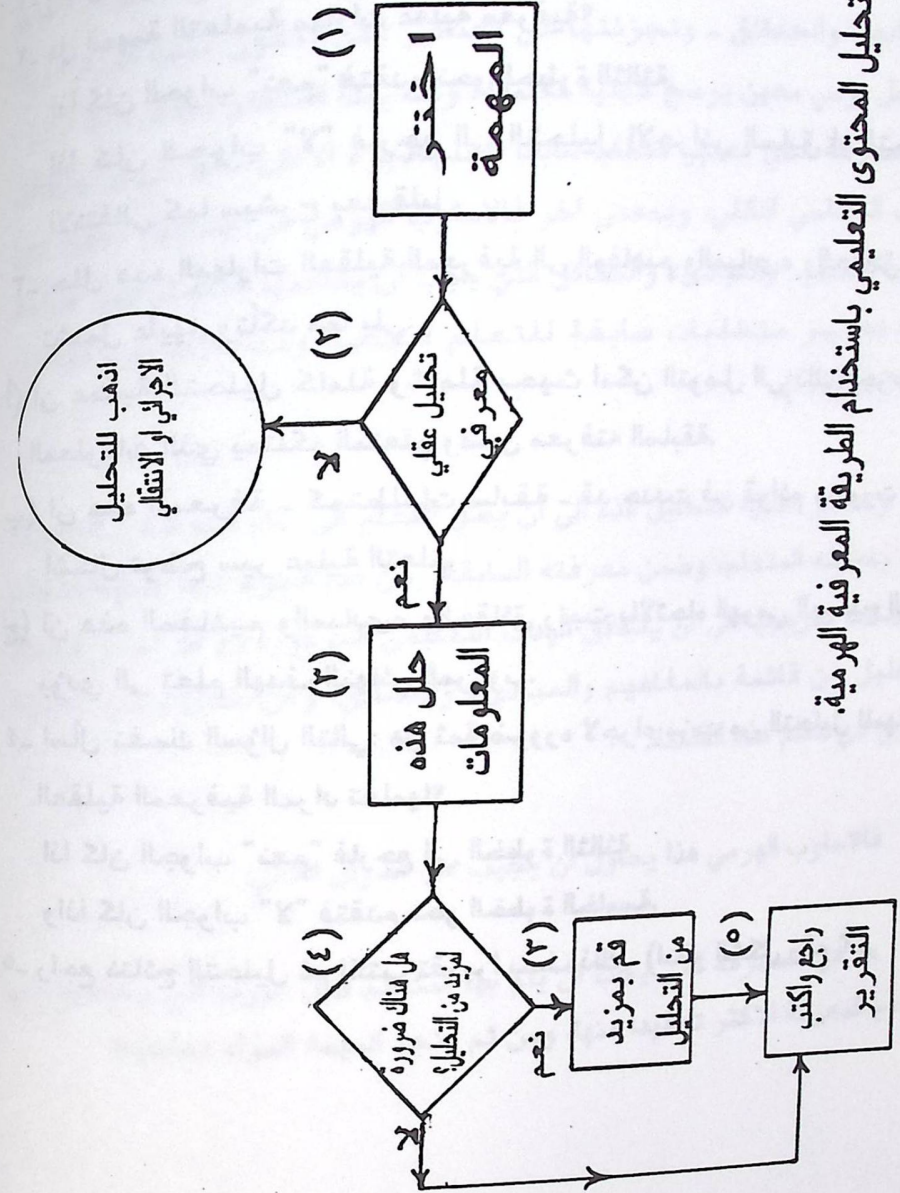 (١)
اختر
المهمة
(٢)
تحليل عقلي
معرفي
لا
اذهب للتحليل
الاجرائي او الانتقالي
نعم
(٣)
حلل هذه
المعلومات
(٤)
هل هناك ضرورة
لمزيد من التحليل؟
نعم
(٣)
قم بمزيد
من التحليل
لا
(٥)
راجع واكتب
التقرير
تحليل المحتوى التعليمي باستخدام الطريقة المعرفية الهرمية.